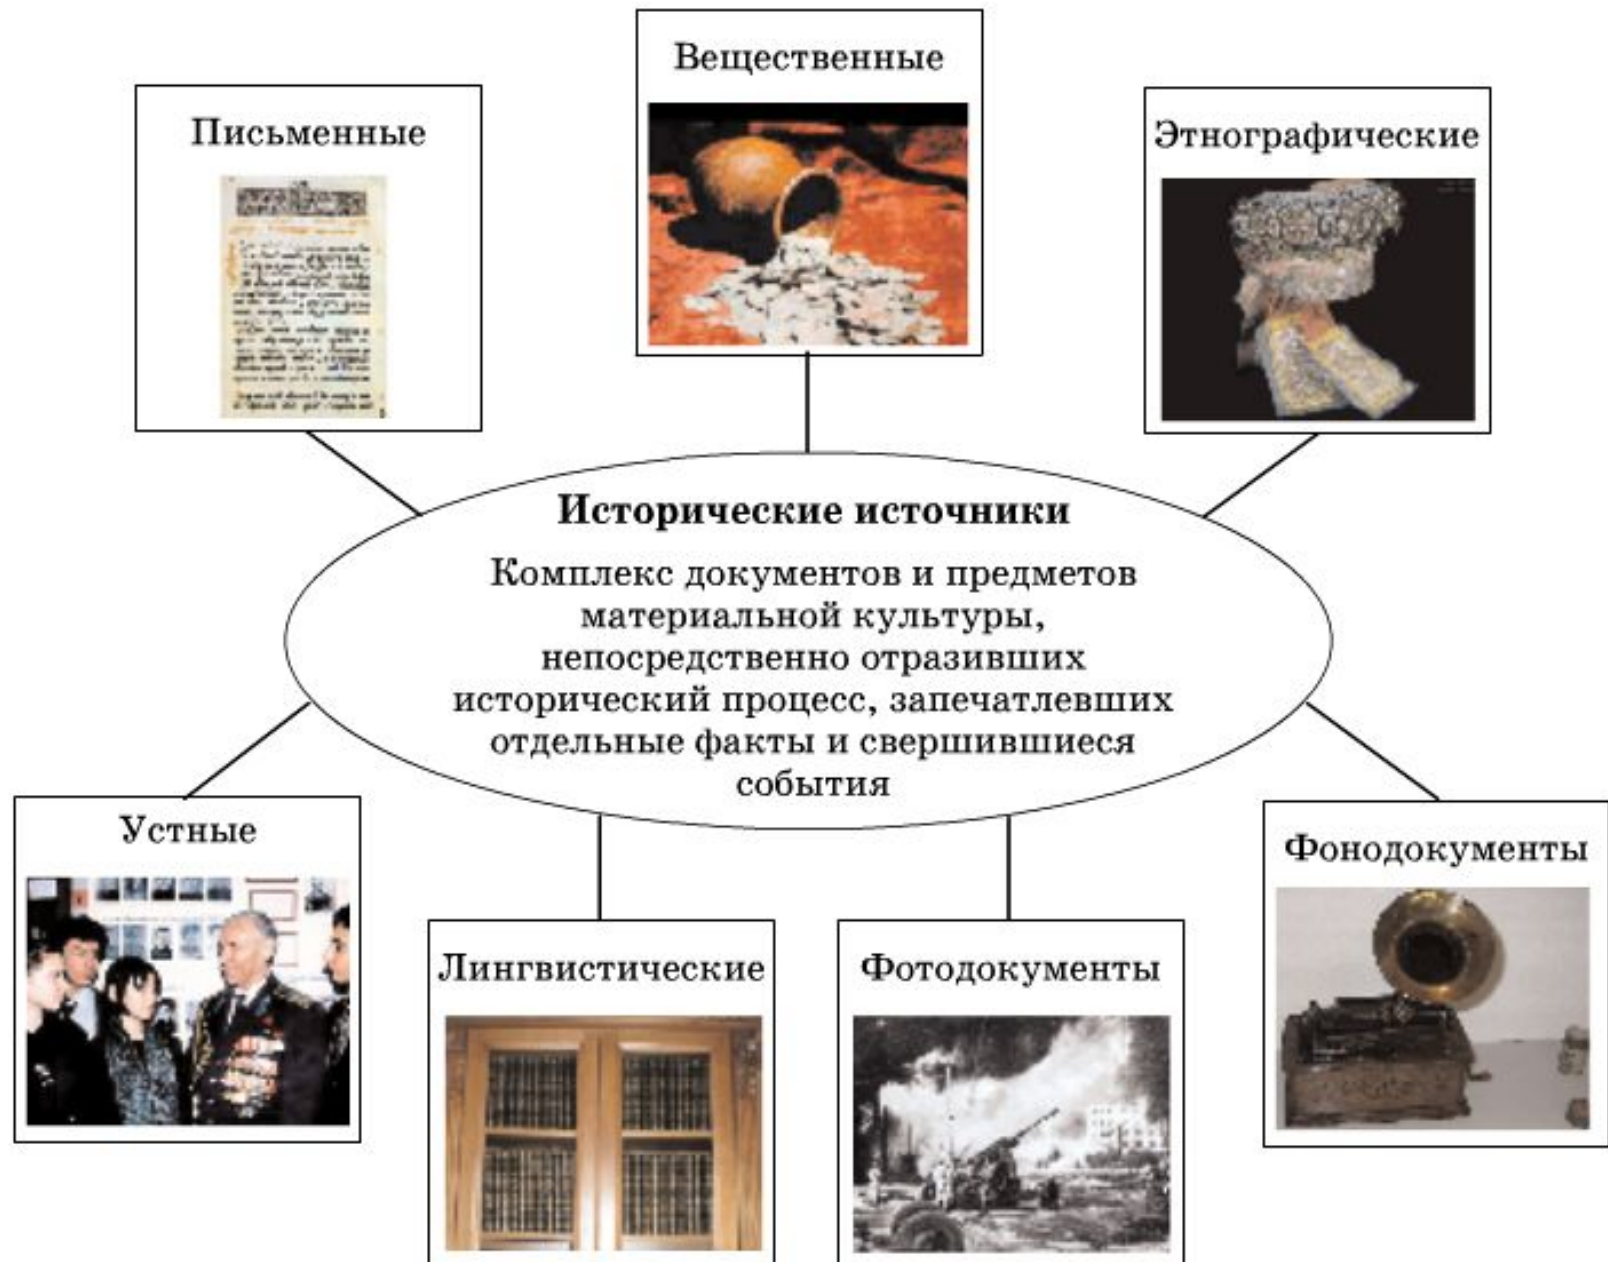 Вещественные
Письменные
Этнографические
Исторические источники
Комплекс документов и предметов
материальной культуры,
непосредственно отразивших
исторический процесс, запечатлевших
отдельные факты и свершившиеся
события
Устные
Фонодокументы
Лингвистические
Фотодокументы